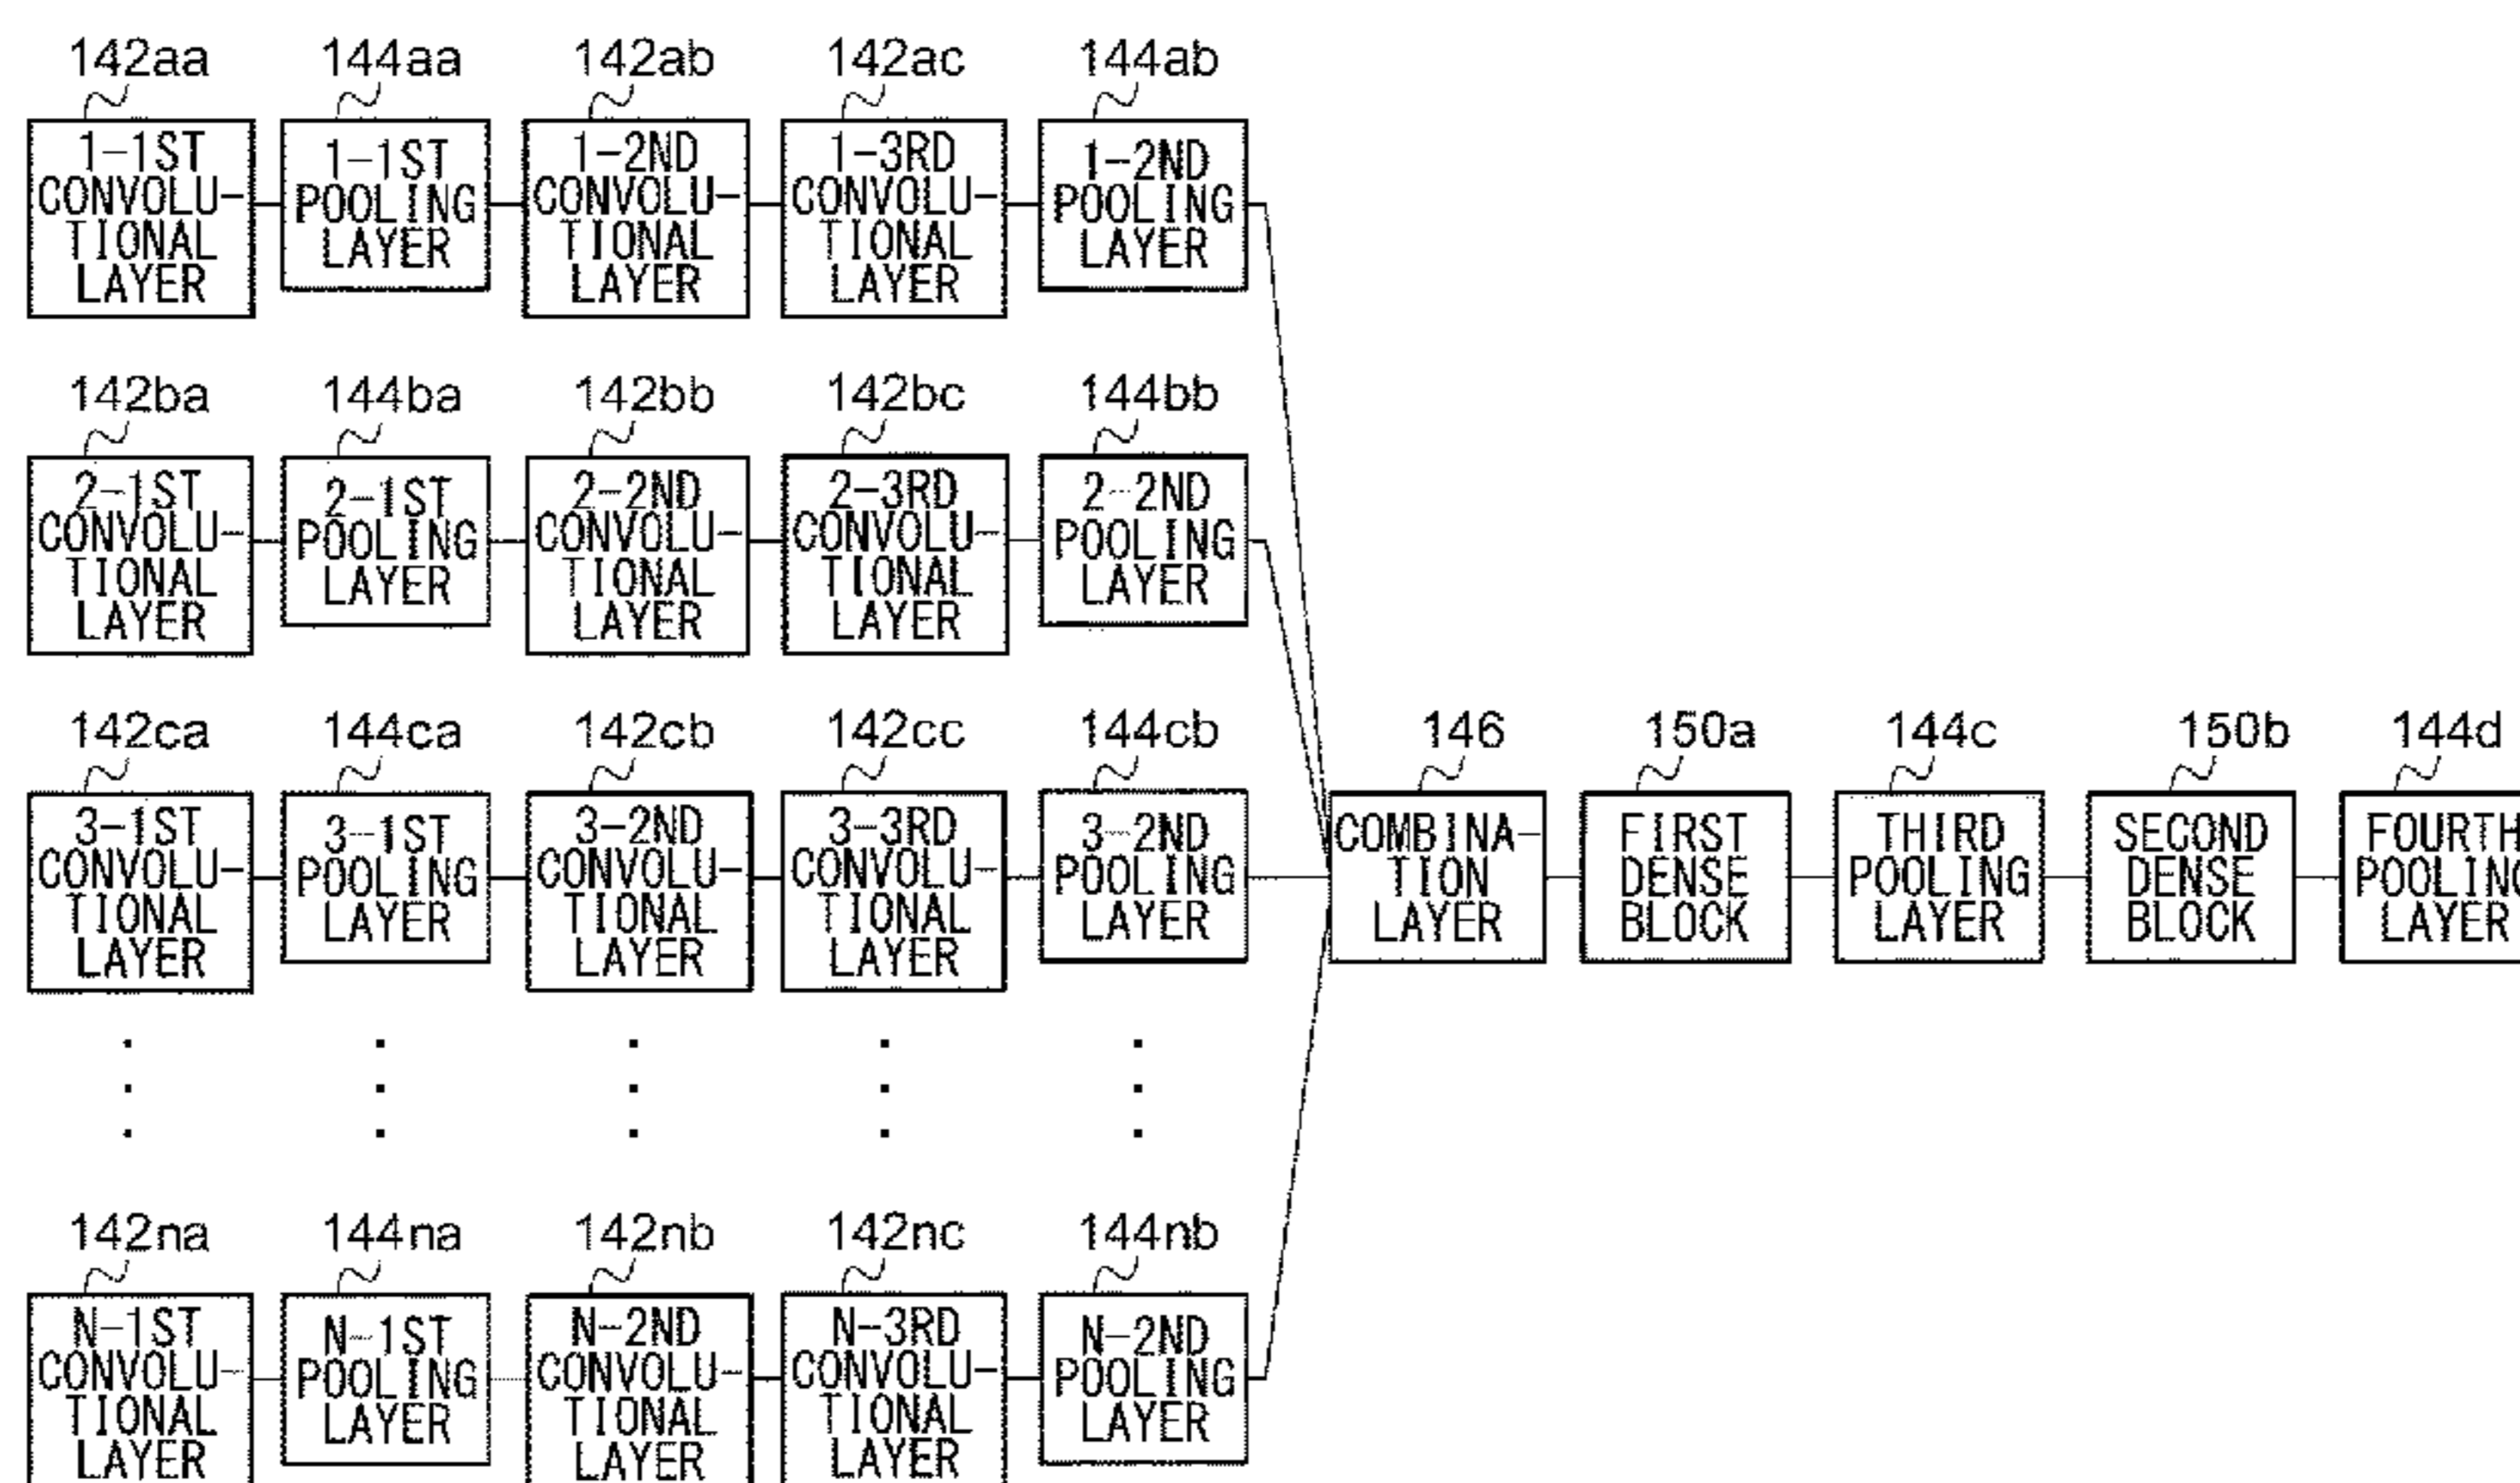 142aa 144aa 142ab 142ac 144ab
1-1ST
CONVOLU-
TIONAL
LAYER
1-1ST
POOLING
LAYER
1-2ND
CONVOLU-
TIONAL
LAYER
1-3RD
CONVOLU-
TIONAL
LAYER
1-2ND
POOLING
LAYER
142ba 144ba 142bb 142bc 144bb
2-1ST
CONVOLU-
TIONAL
LAYER
2-1ST
POOLING
LAYER
2-2ND
CONVOLU-
TIONAL
LAYER
2-3RD
CONVOLU-
TIONAL
LAYER
2-2ND
POOLING
LAYER
142ca 144ca 142cb 142cc 144cb 146 150a 144c 150b 144d
3-1ST
CONVOLU-
TIONAL
LAYER
3-1ST
POOLING
LAYER
3-2ND
CONVOLU-
TIONAL
LAYER
3-3RD
CONVOLU-
TIONAL
LAYER
3-2ND
POOLING
LAYER
COMBINA-
TION
LAYER
FIRST
DENSE
BLOCK
THIRD
POOLING
LAYER
SECOND
DENSE
BLOCK
FOURTH
POOLING
LAYER
142na 144na 142nb 142nc 144nb
N-1ST
CONVOLU-
TIONAL
LAYER
N-1ST
POOLING
LAYER
N-2ND
CONVOLU-
TIONAL
LAYER
N-3RD
CONVOLU-
TIONAL
LAYER
N-2ND
POOLING
LAYER